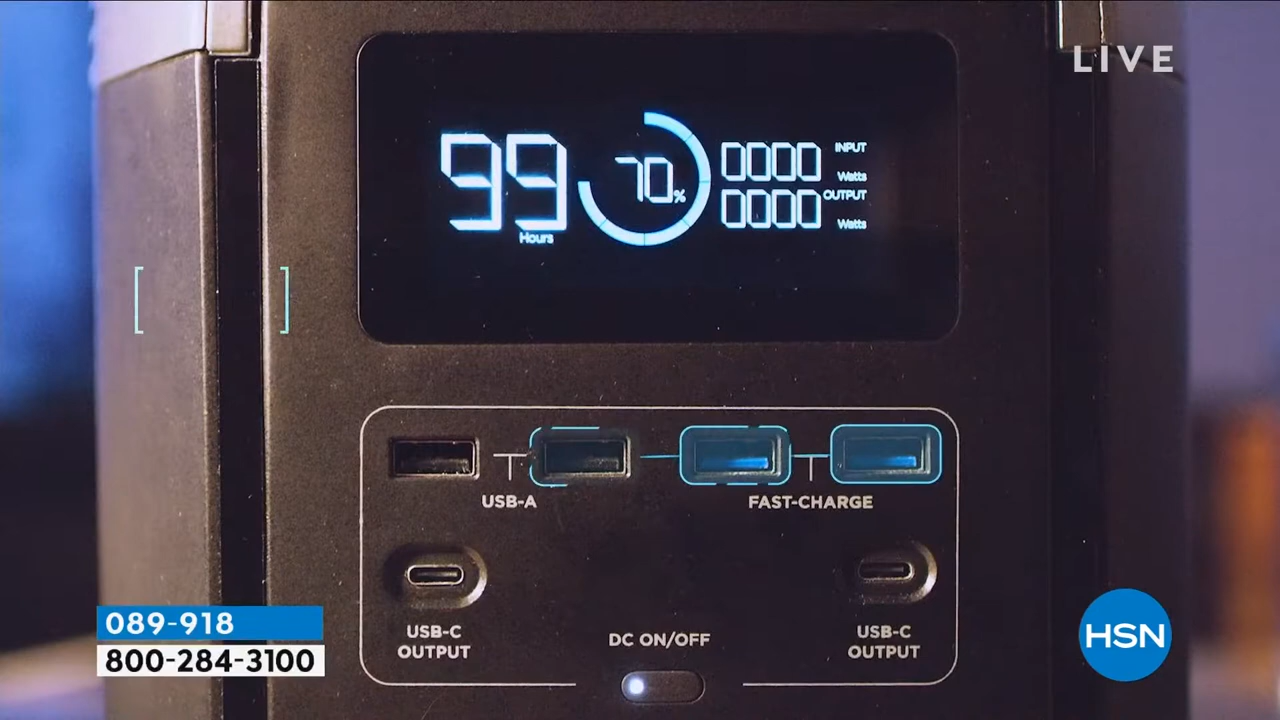 LIVE
99
Hours
70%
0000 INPUT
Watts
0000 OUTPUT
Watts
USB-A
FAST-CHARGE
USB-C
OUTPUT
DC ON/OFF
USB-C
OUTPUT
089-918
800-284-3100
HSN